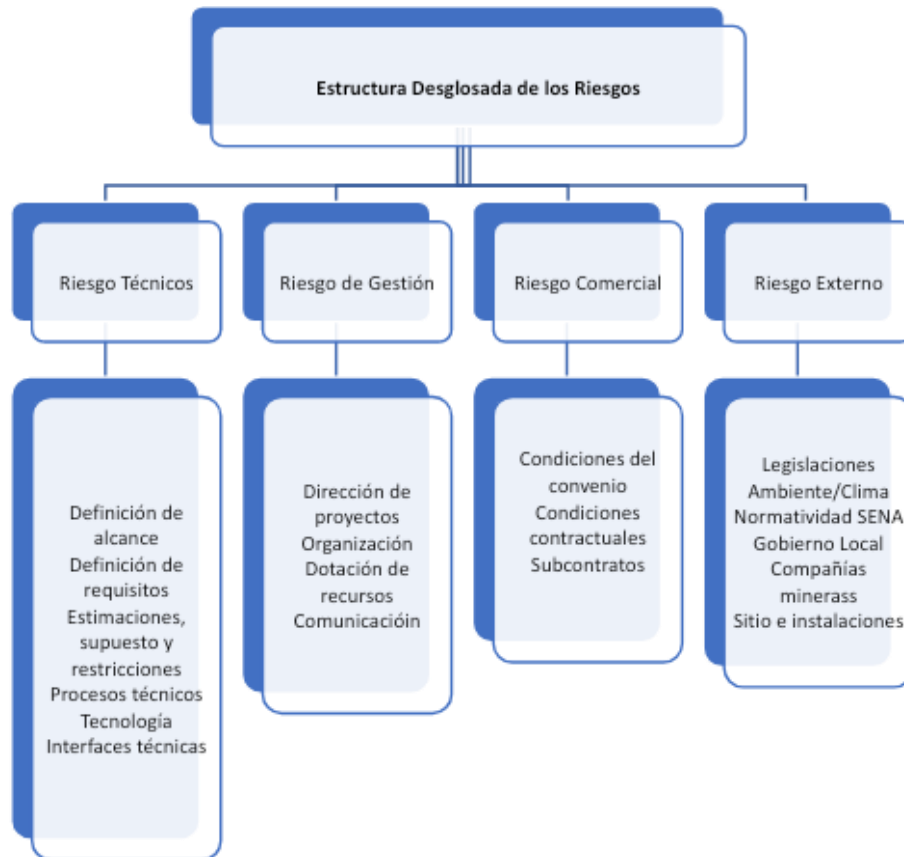 Estructura Desglosada de los Riesgos
Riesgo Técnicos
Riesgo de Gestión
Riesgo Comercial
Riesgo Externo
Definición de
alcance
Definición de
requisitos
Estimaciones,
supuesto y
restricciones
Procesos técnicos
Tecnología
Interfaces técnicas
Dirección de
proyectos
Organización
Dotación de
recursos
Comunicacióin
Condiciones del
convenio
Condiciones
contractuales
Subcontratos
Legislaciones
Ambiente/Clima
Normatividad SENA
Gobierno Local
Compañías
minerass
Sitio e instalaciones